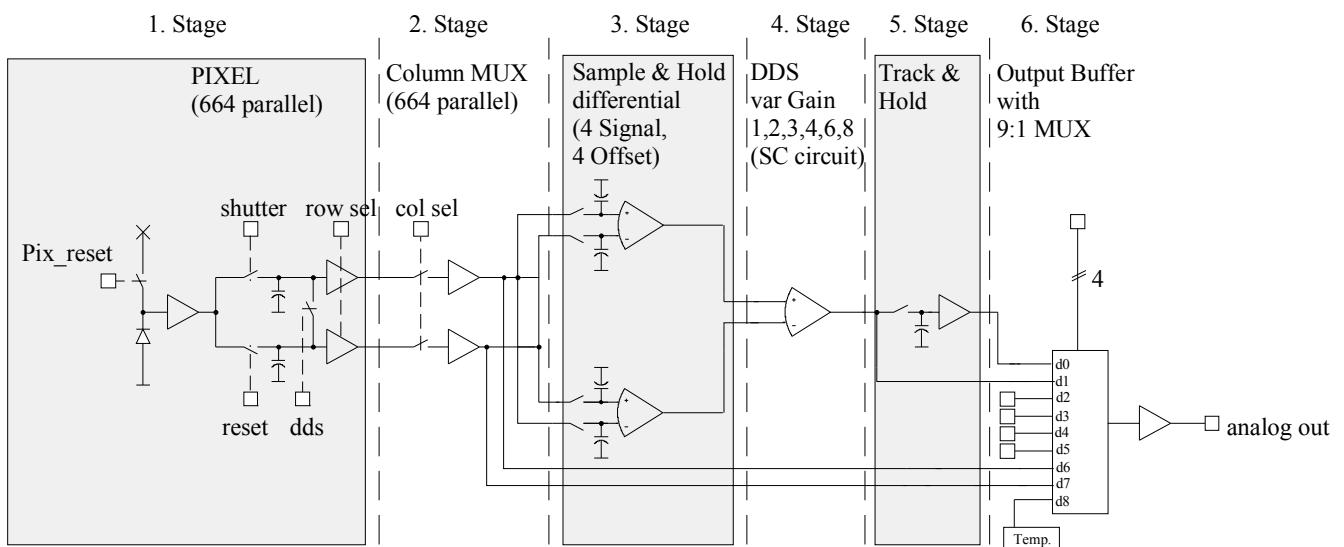 1. Stage
2. Stage
3. Stage
4. Stage
5. Stage
6. Stage
PIXEL
(664 parallel)
Column MUX
(664 parallel)
Sample & Hold
differential
(4 Signal,
4 Offset)
DDS
var Gain
1,2,3,4,6,8
(SC circuit)
Track &
Hold
Output Buffer
with
9:1 MUX
shutter
row sel
col sel
Pix_reset
reset
dds
+
-
+
-
+
-
4
d0
d1
d2
d3
d4
d5
d6
d7
d8
analog out
Temp.